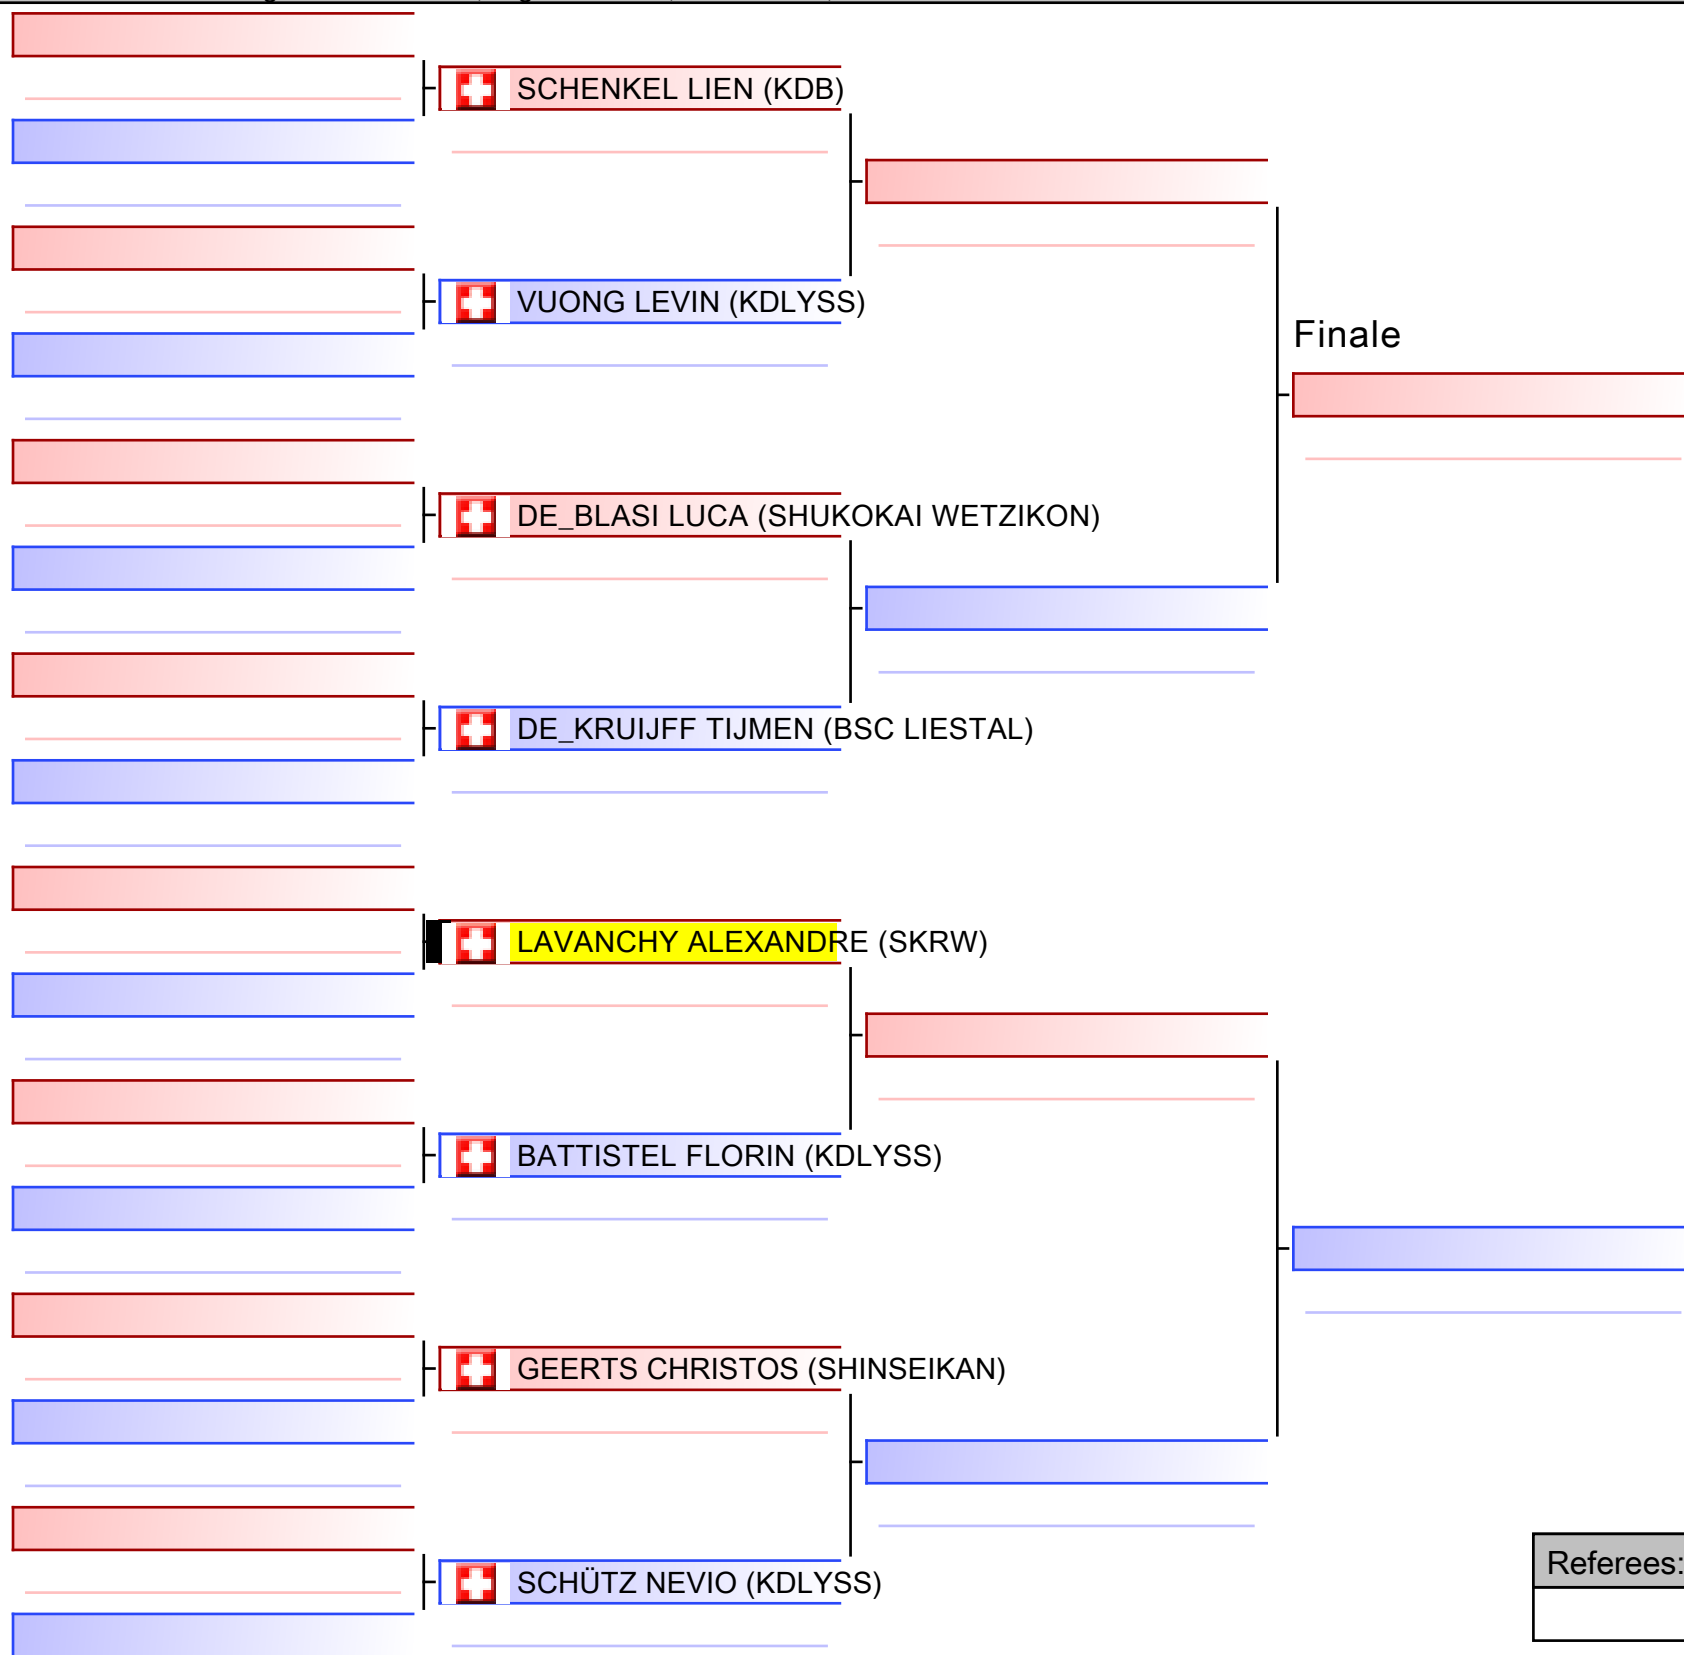 SCHENKEL LIEN (KDB)
VUONG LEVIN (KDLYSS)
Finale
DE_BLASI LUCA (SHUKOKAI WETZIKON)
DE_KRUIJFF TIJMEN (BSC LIESTAL)
LAVANCHY ALEXANDRE (SKRW)
BATTISTEL FLORIN (KDLYSS)
GEERTS CHRISTOS (SHINSEIKAN)
Referees:
SCHÜTZ NEVIO (KDLYSS)